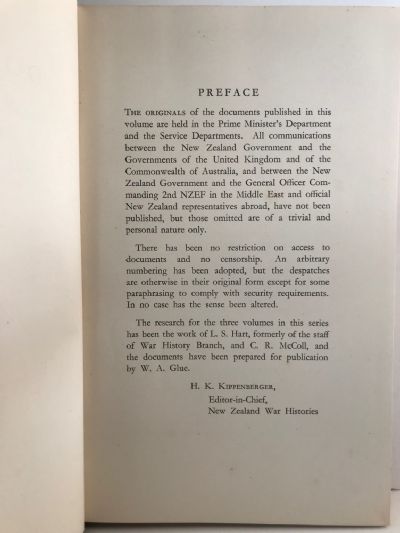 PREFACE
THE ORIGINALS of the documents published in this
volume are held in the Prime Minister's Department
and the Service Departments. All communications
between the New Zealand Government and the
Governments of the United Kingdom and of the
Commonwealth of Australia, and between the New
Zealand Government and the General Officer Com-
manding 2nd NZEF in the Middle East and official
New Zealand representatives abroad, have not been
published, but those omitted are of a trivial and
personal nature only.
There has been no restriction on access to
documents and no censorship. An arbitrary
numbering has been adopted, but the despatches
are otherwise in their original form except for some
paraphrasing to comply with security requirements.
In no case has the sense been altered.
The research for the three volumes in this series
has been the work of L. S. Hart, formerly of the staff
of War History Branch, and C. R. McColl, and
the documents have been prepared for publication
by W. A. Glue.
H. K. KIPPENBERGER,
Editor-in-Chief,
New Zealand War Histories